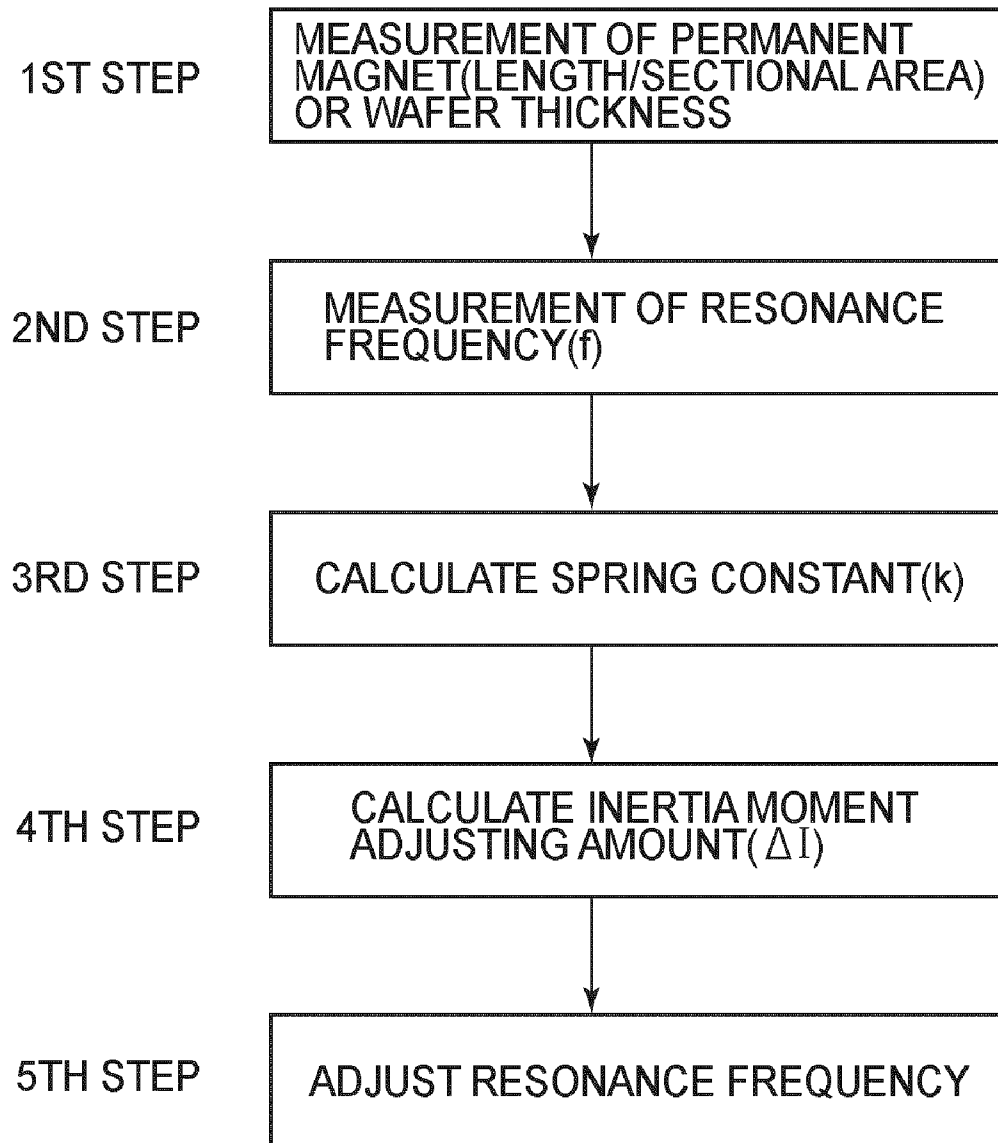 1ST STEP
MEASUREMENT OF PERMANENT
MAGNET(LENGTH/SECTIONAL AREA)
OR WAFER THICKNESS
2ND STEP
MEASUREMENT OF RESONANCE
FREQUENCY(f)
3RD STEP
CALCULATE SPRING CONSTANT(k)
4TH STEP
CALCULATE INERTIA MOMENT
ADJUSTING AMOUNT(ΔI)
5TH STEP
ADJUST RESONANCE FREQUENCY